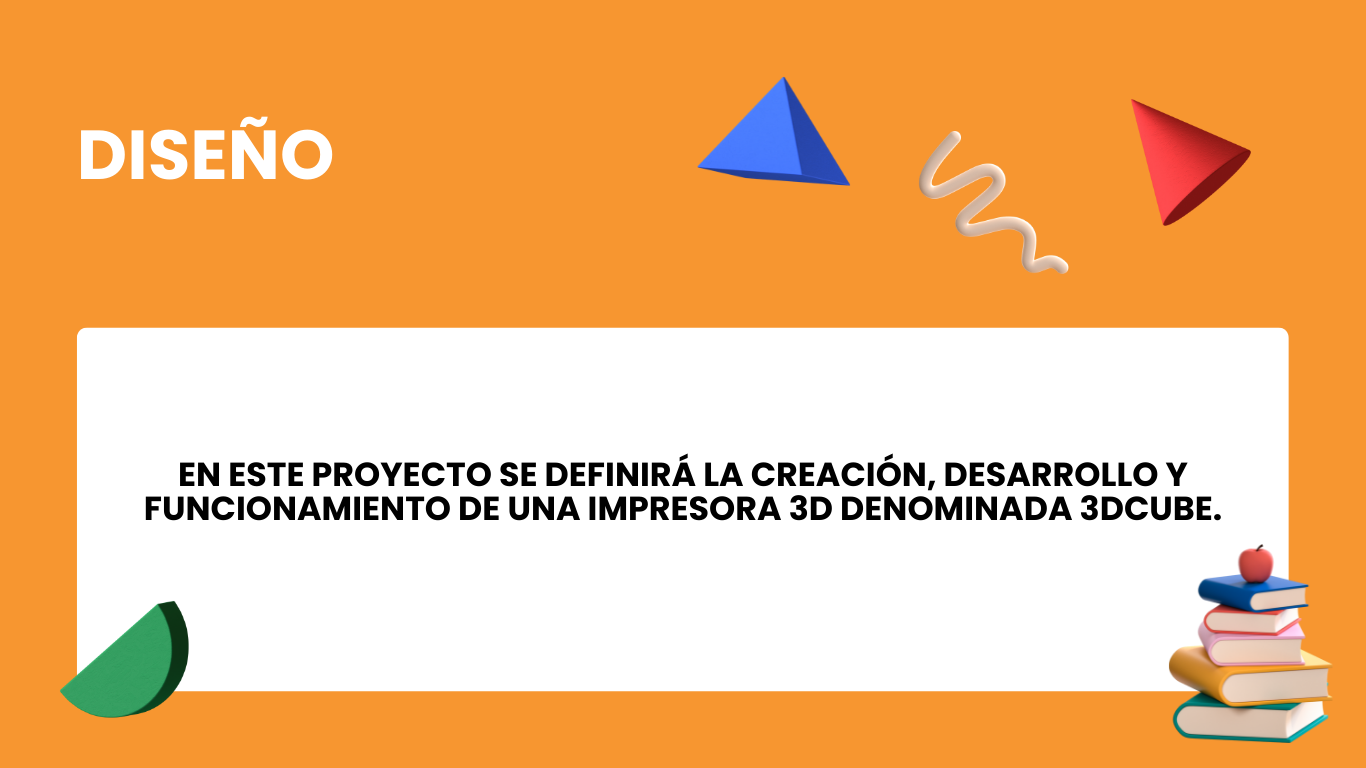 DISEÑO
EN ESTE PROYECTO SE DEFINIRÁ LA CREACIÓN, DESARROLLO Y
FUNCIONAMIENTO DE UNA IMPRESORA 3D DENOMINADA 3DCUBE.